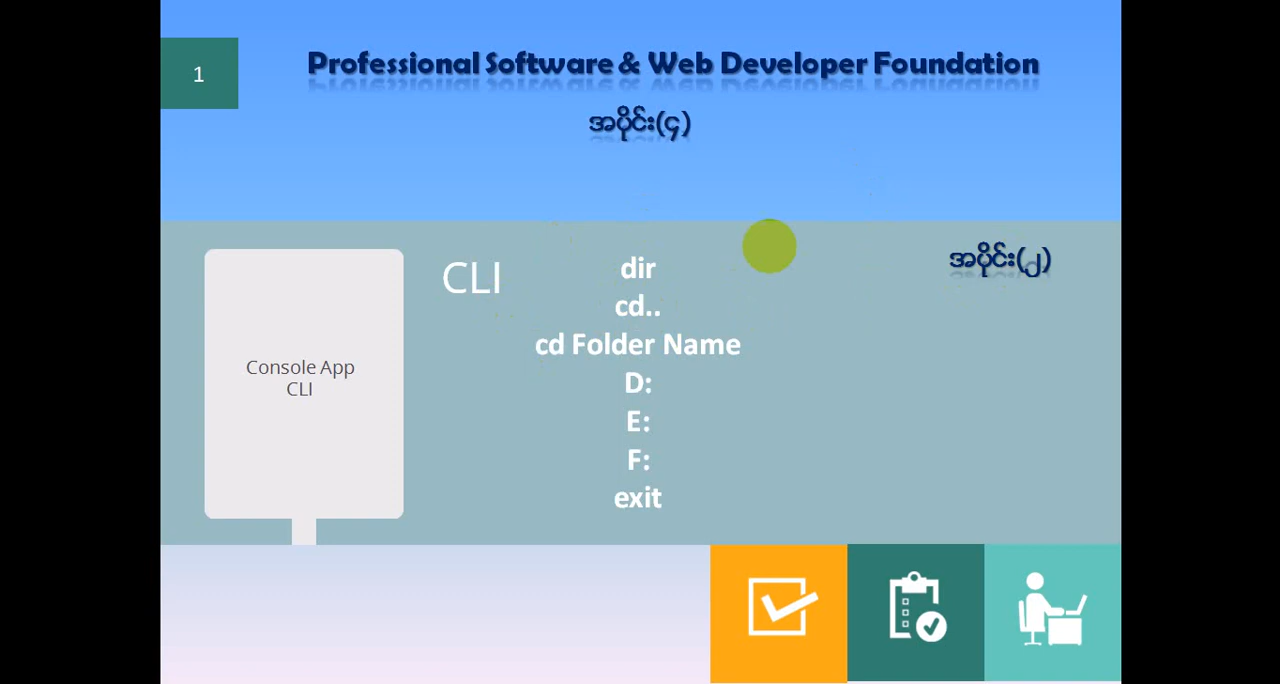 1
Professional Software & Web Developer Foundation
အပိုင်း(၄)
CLI
dir
cd..
cd Folder Name
D:
E:
F:
exit
အပိုင်း(၂)
Console App
CLI